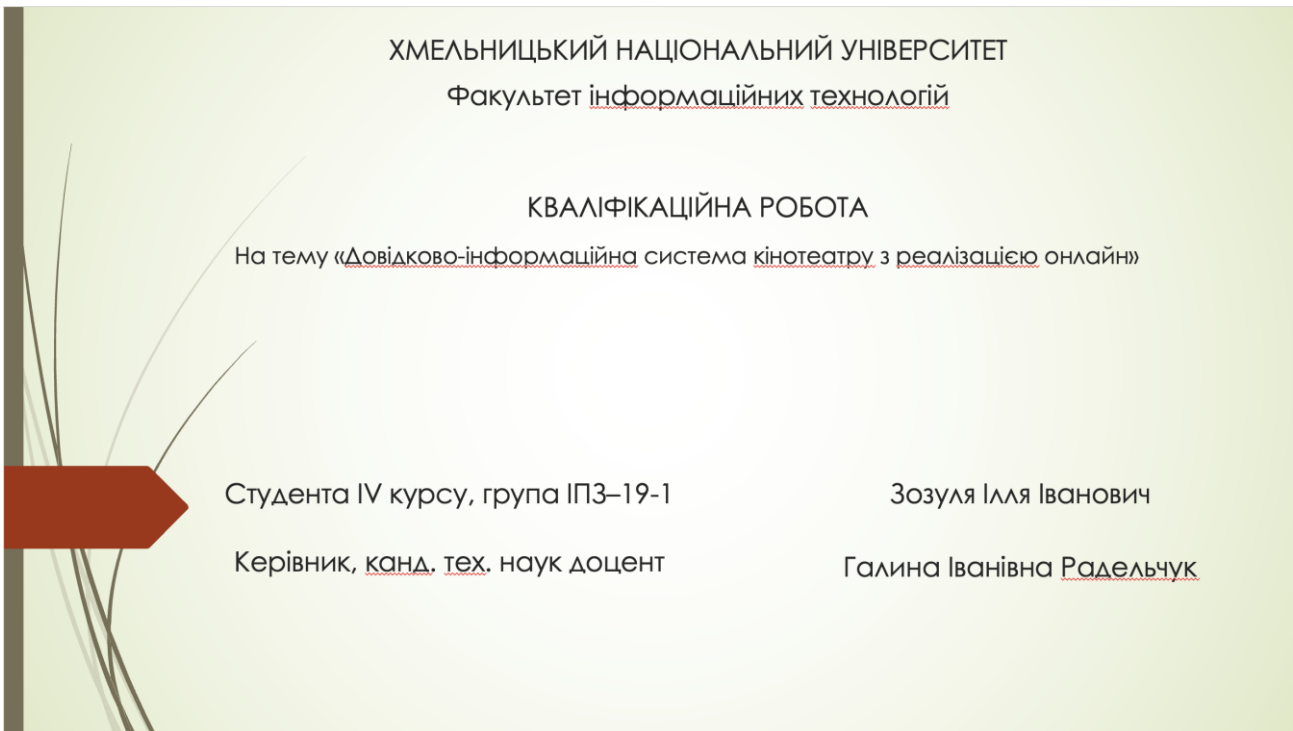 ХМЕЛЬНИЦЬКИЙ НАЦІОНАЛЬНИЙ УНІВЕРСИТЕТ
Факультет інформаційних технологій
КВАЛІФІКАЦІЙНА РОБОТА
На тему «Довідково-інформаційна система кінотеатру з реалізацією онлайн»
Студента IV курсу, група ІПЗ–19-1
Зозуля Ілля Іванович
Керівник, канд. тех. наук доцент
Галина Іванівна Радельчук